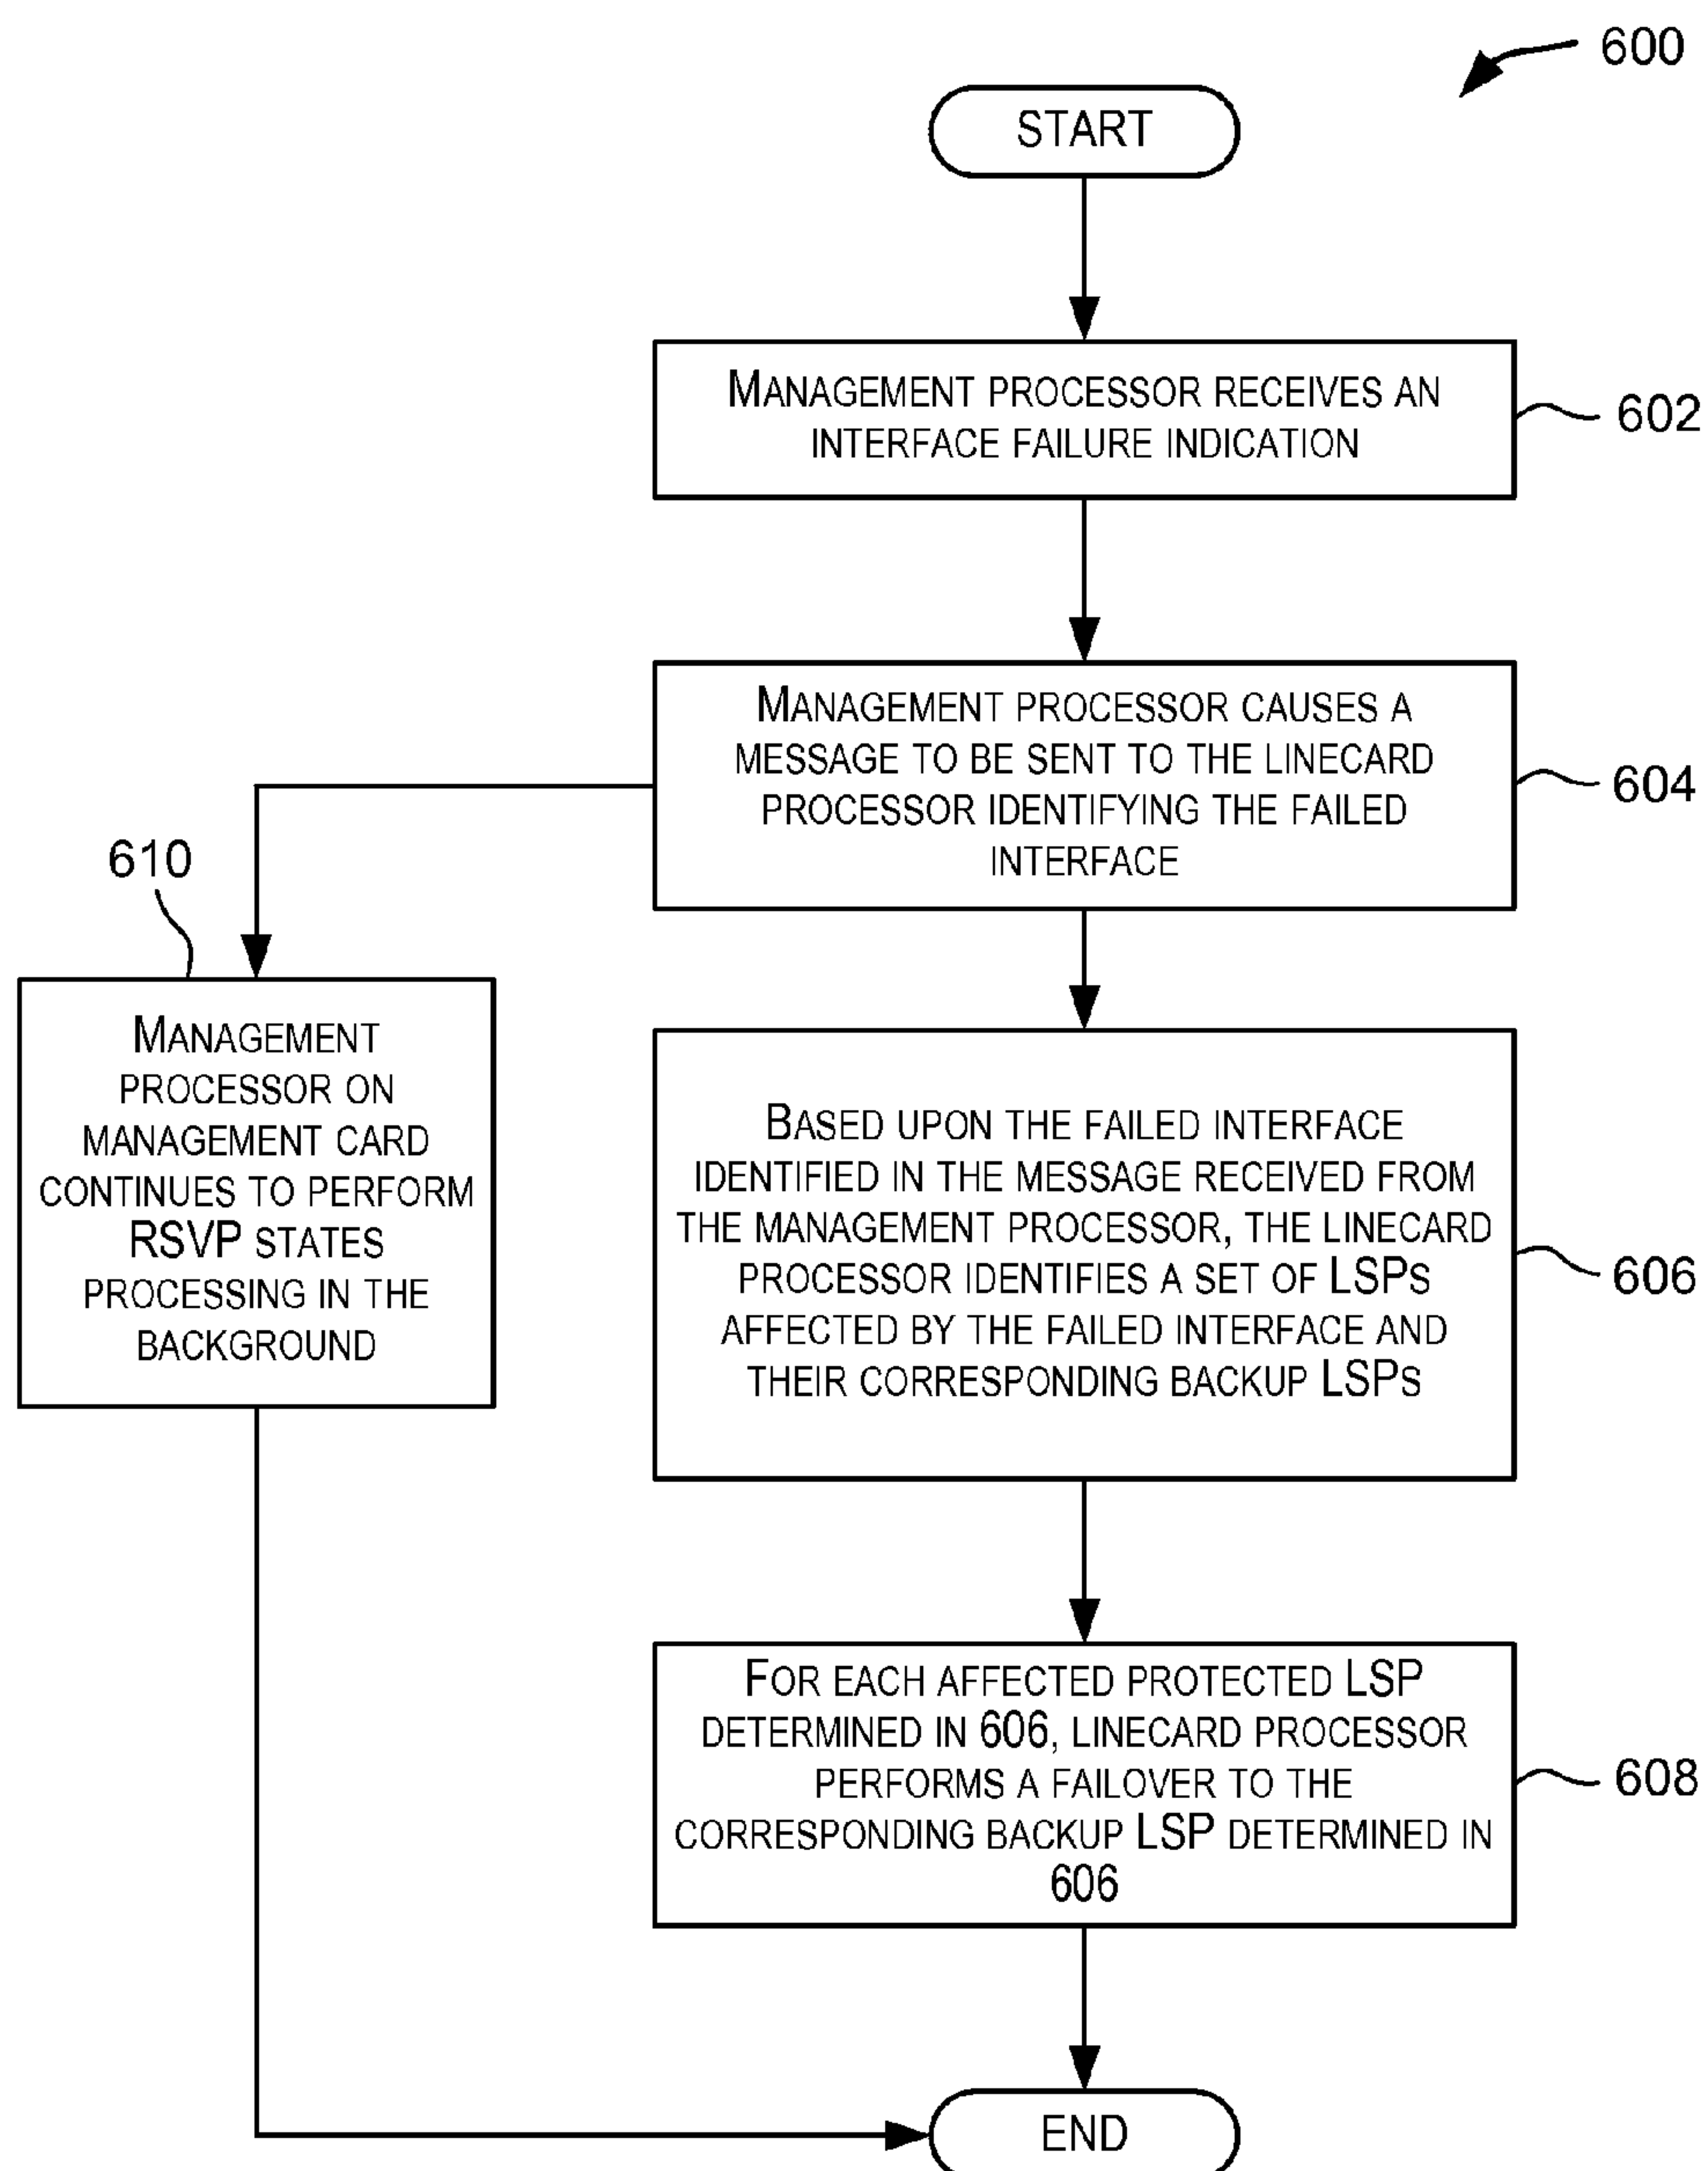 600
START
MANAGEMENT PROCESSOR RECEIVES AN
INTERFACE FAILURE INDICATION
602
MANAGEMENT PROCESSOR CAUSES A
MESSAGE TO BE SENT TO THE LINECARD
PROCESSOR IDENTIFYING THE FAILED
INTERFACE
604
610
MANAGEMENT
PROCESSOR ON
MANAGEMENT CARD
CONTINUES TO PERFORM
RSVP STATES
PROCESSING IN THE
BACKGROUND
BASED UPON THE FAILED INTERFACE
IDENTIFIED IN THE MESSAGE RECEIVED FROM
THE MANAGEMENT PROCESSOR, THE LINECARD
PROCESSOR IDENTIFIES A SET OF LSPS
AFFECTED BY THE FAILED INTERFACE AND
THEIR CORRESPONDING BACKUP LSPS
606
FOR EACH AFFECTED PROTECTED LSP
DETERMINED IN 606, LINECARD PROCESSOR
PERFORMS A FAILOVER TO THE
CORRESPONDING BACKUP LSP DETERMINED IN
606
608
END